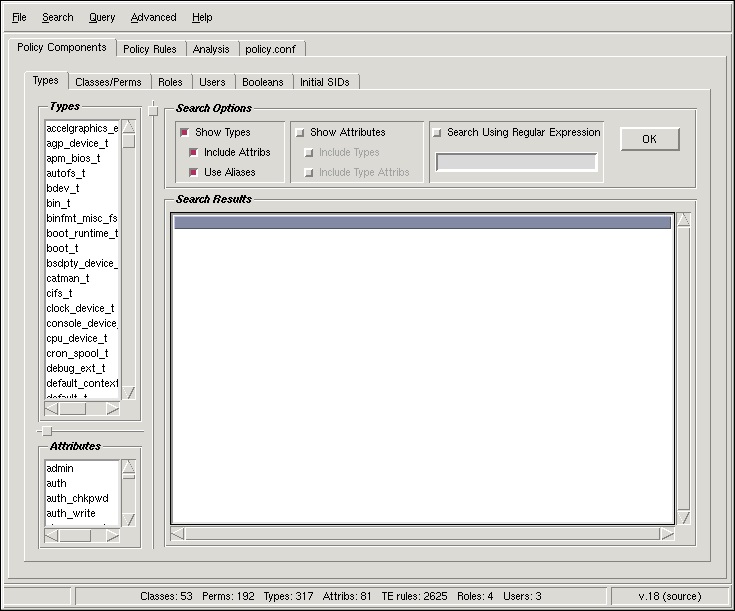 File Search Query Advanced Help
Policy Components Policy Rules Analysis policy.conf
Types Classes/Perms Roles Users Booleans Initial SIDs
Types
accelgraphics_e
agp_device_t
apm_bios_t
autofs_t
bdev_t
bin_t
binfmt_misc_fs
boot_runtime_t
boot_t
bsdpty_device_
catman_t
cifs_t
clock_device_t
console_device_
cpu_device_t
cron_spool_t
debug_ext_t
default_context
default_t
Attributes
admin
auth
auth_chkpwd
auth_write
Search Options
Show Types
Include Attribs
Use Aliases
Show Attributes
Include Types
Include Type Attribs
Search Using Regular Expression
OK
Search Results
Classes: 53 Perms: 192 Types: 317 Attribs: 81 TE rules: 2625 Roles: 4 Users: 3
v.18 (source)